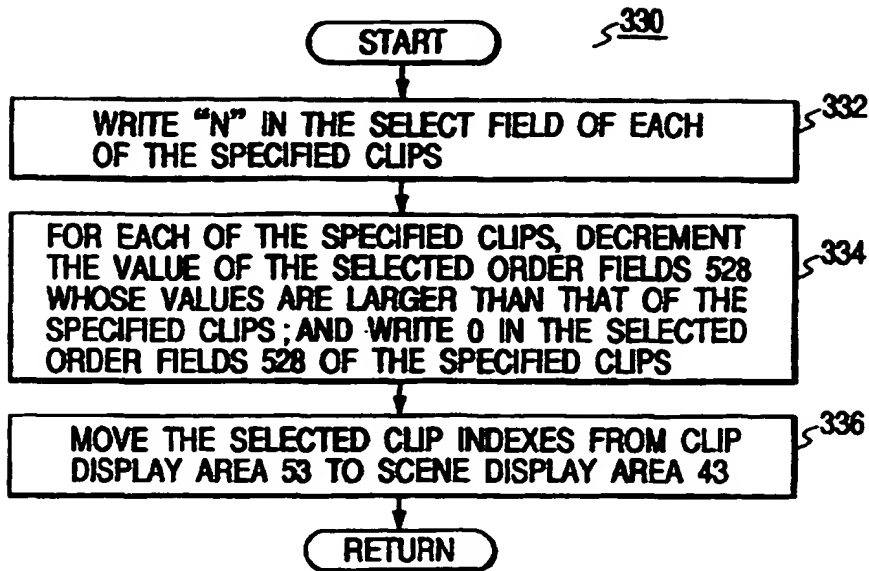 START
330
WRITE “N” IN THE SELECT FIELD OF EACH
OF THE SPECIFIED CLIPS
332
FOR EACH OF THE SPECIFIED CLIPS, DECREMENT
THE VALUE OF THE SELECTED ORDER FIELDS 528
WHOSE VALUES ARE LARGER THAN THAT OF THE
SPECIFIED CLIPS; AND WRITE 0 IN THE SELECTED
ORDER FIELDS 528 OF THE SPECIFIED CLIPS
334
MOVE THE SELECTED CLIP INDEXES FROM CLIP
DISPLAY AREA 53 TO SCENE DISPLAY AREA 43
336
RETURN